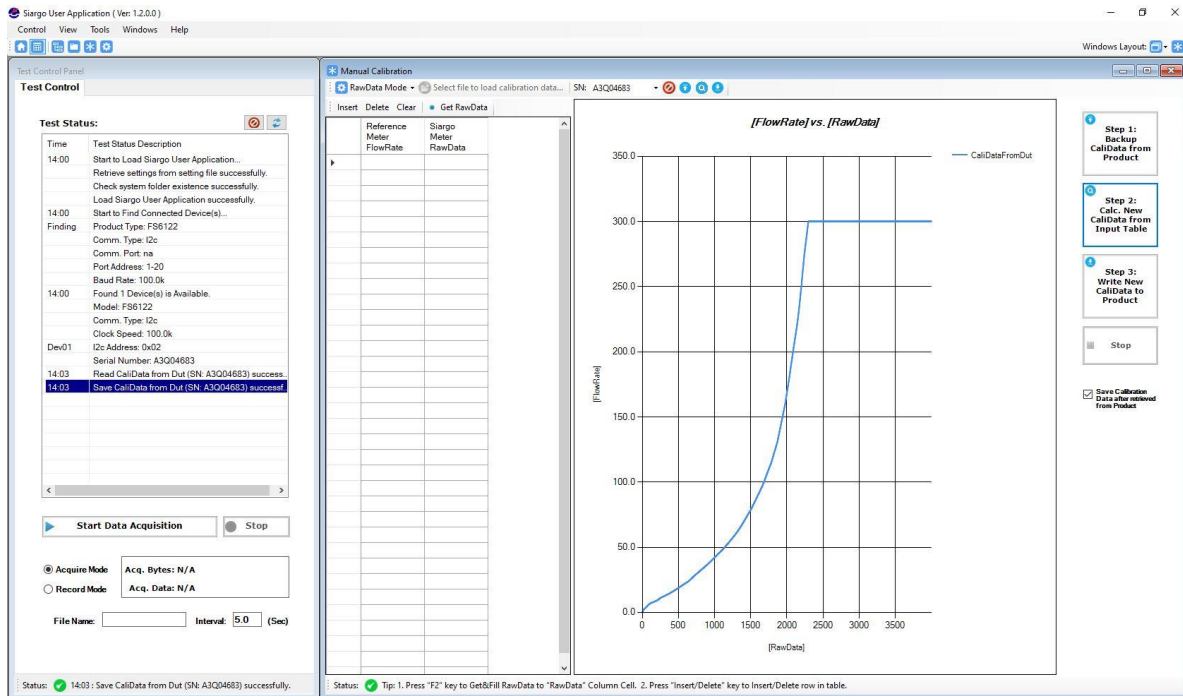 Siargo User Application ( Ver: 1.2.0.0 )
Control View Tools Windows Help
Windows Layout:
Test Control Panel
Test Control
Test Status:
Time Test Status Description
14:00 Start to Load Siargo User Application...
Retrieve settings from setting file successfully.
Check system folder existence successfully.
Load Siargo User Application successfully.
14:00 Start to Find Connected Device(s)...
Finding Product Type: FS6122
Comm. Type: I2c
Comm. Port: na
Port Address: 1-20
Baud Rate: 100.0k
14:00 Found 1 Device(s) is Available.
Model: FS6122
Comm. Type: I2c
Clock Speed: 100.0k
Dev01 I2c Address: 0x02
Serial Number: A3Q04683
14:03 Read CaliData from Dut (SN: A3Q04683) success..
14:03 Save CaliData from Dut (SN: A3Q04683) successf..
Start Data Acquisition
Stop
Acquire Mode
Record Mode
Acq. Bytes: N/A
Acq. Data: N/A
File Name:
Interval: 5.0 (Sec)
Status: 14:03 : Save CaliData from Dut (SN: A3Q04683) successfully.
Manual Calibration
RawData Mode Select file to load calibration data... SN: A3Q04683
Insert Delete Clear Get RawData
Reference
Meter
FlowRate
Siargo
Meter
RawData
[FlowRate] vs. [RawData]
CaliDataFromDut
350.0
300.0
250.0
200.0
150.0
100.0
50.0
0.0
[FlowRate]
0 500 1000 1500 2000 2500 3000 3500
[RawData]
Step 1:
Backup
CaliData from
Product
Step 2:
Calc. New
CaliData from
Input Table
Step 3:
Write New
CaliData to
Product
Stop
Save Calibration
Data after retrieved
from Product
Status: Tip: 1. Press "F2" key to Get&Fill RawData to "RawData" Column Cell. 2. Press "Insert/Delete" key to Insert/Delete row in table.